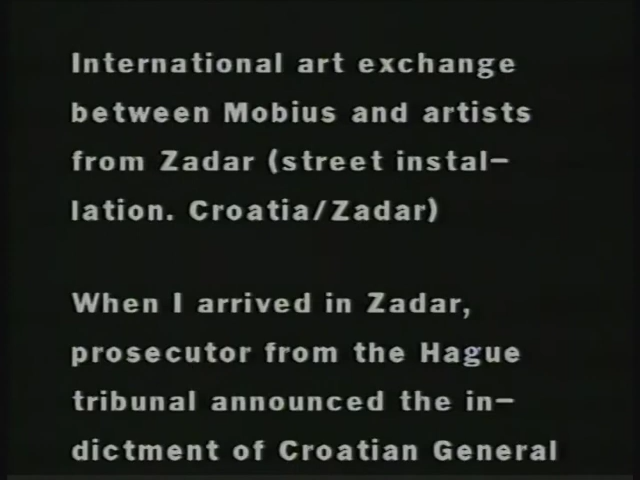 International art exchange
between Mobius and artists
from Zadar (street instal-
lation. Croatia/Zadar)
When I arrived in Zadar,
prosecutor from the Hague
tribunal announced the in-
dictment of Croatian General